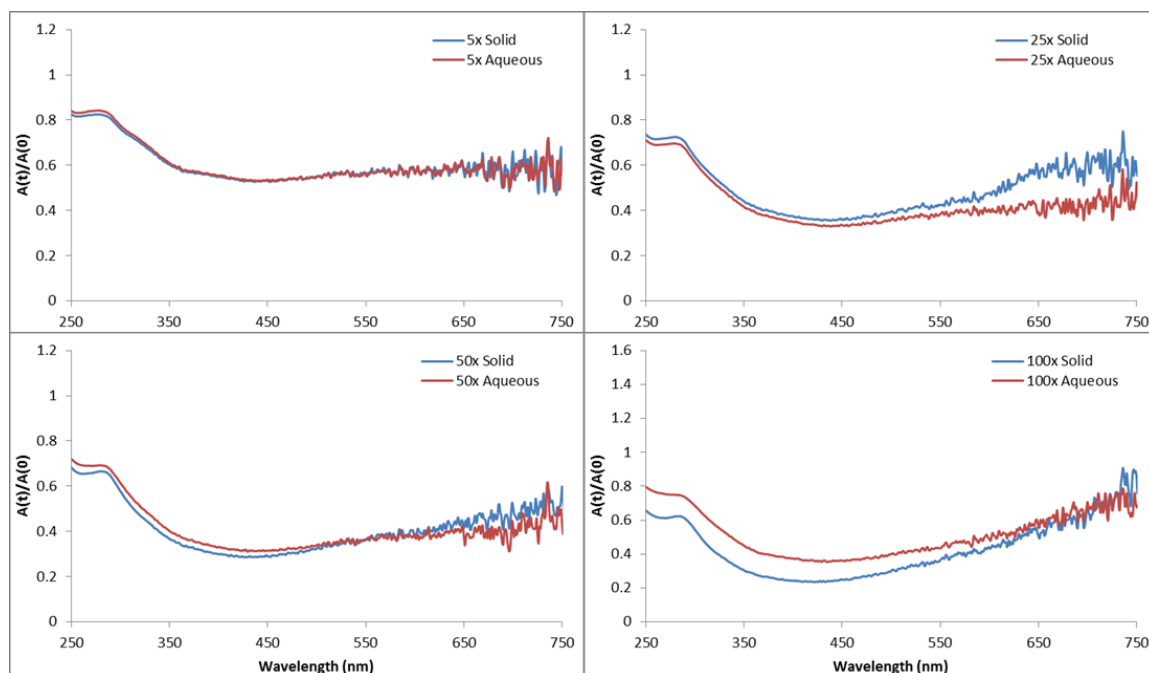 1.2
1
0.8
0.6
0.4
0.2
0
A(t)/A(0)
5x Solid
5x Aqueous
250 350 450 550 650 750
1.2
1
0.8
0.6
0.4
0.2
0
A(t)/A(0)
25x Solid
25x Aqueous
250 350 450 550 650 750
1.2
1
0.8
0.6
0.4
0.2
0
A(t)/A(0)
50x Solid
50x Aqueous
250 350 450 550 650 750
Wavelength (nm)
1.6
1.4
1.2
1
0.8
0.6
0.4
0.2
0
A(t)/A(0)
100x Solid
100x Aqueous
250 350 450 550 650 750
Wavelength (nm)